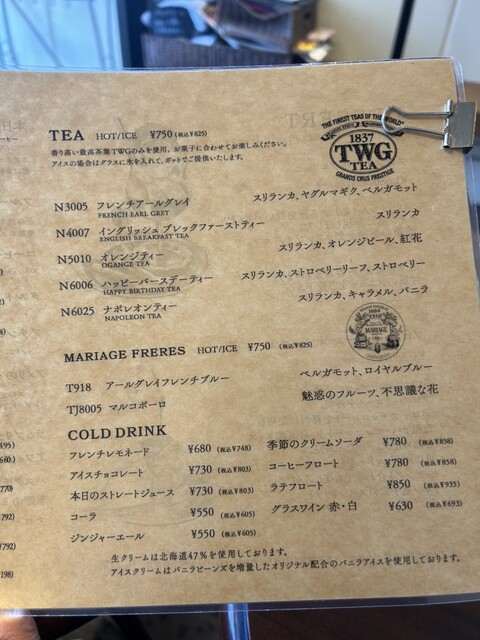 TEA HOT/ICE ¥750 (税込¥825)
香り高い最高茶葉TWGのみを使用。お菓子に合わせてお楽しみください。
アイスの場合はグラスに氷を入れて、ポットでご提供いたします。
THE FINEST TEAS OF THE WORLD
1837
TWG
TEA
GRANDS CRUS PRESTIGE
N3005 フレンチアールグレイ スリランカ、ヤグルマギク、ベルガモット
FRENCH EARL GREY
N4007 イングリッシュ ブレックファーストティー スリランカ
ENGLISH BREAKFAST TEA
N5010 オレンジティー スリランカ、オレンジピール、紅花
OGANGE TEA
N6006 ハッピーバースデーティー スリランカ、ストロベリーリーフ、ストロベリー
HAPPY BIRTHDAY TEA
N6025 ナポレオンティー スリランカ、キャラメル、バニラ
NAPOLEON TEA
MARIAGE
MARIAGE FRERES HOT/ICE ¥750 (税込¥825)
T918 アールグレイフレンチブルー ベルガモット、ロイヤルブルー
TJ8005 マルコポーロ 魅惑のフルーツ、不思議な花
COLD DRINK
フレンチレモネード ¥680 (税込¥748)
アイスチョコレート ¥730 (税込¥803)
本日のストレートジュース ¥730 (税込¥803)
コーラ ¥550 (税込¥605)
ジンジャーエール ¥550 (税込¥605)
季節のクリームソーダ ¥780 (税込¥858)
コーヒーフロート ¥780 (税込¥858)
ラテフロート ¥850 (税込¥935)
グラスワイン 赤・白 ¥630 (税込¥693)
生クリームは北海道47%を使用しております。
アイスクリームはバニラビーンズを増量したオリジナル配合のバニラアイスを使用しております。